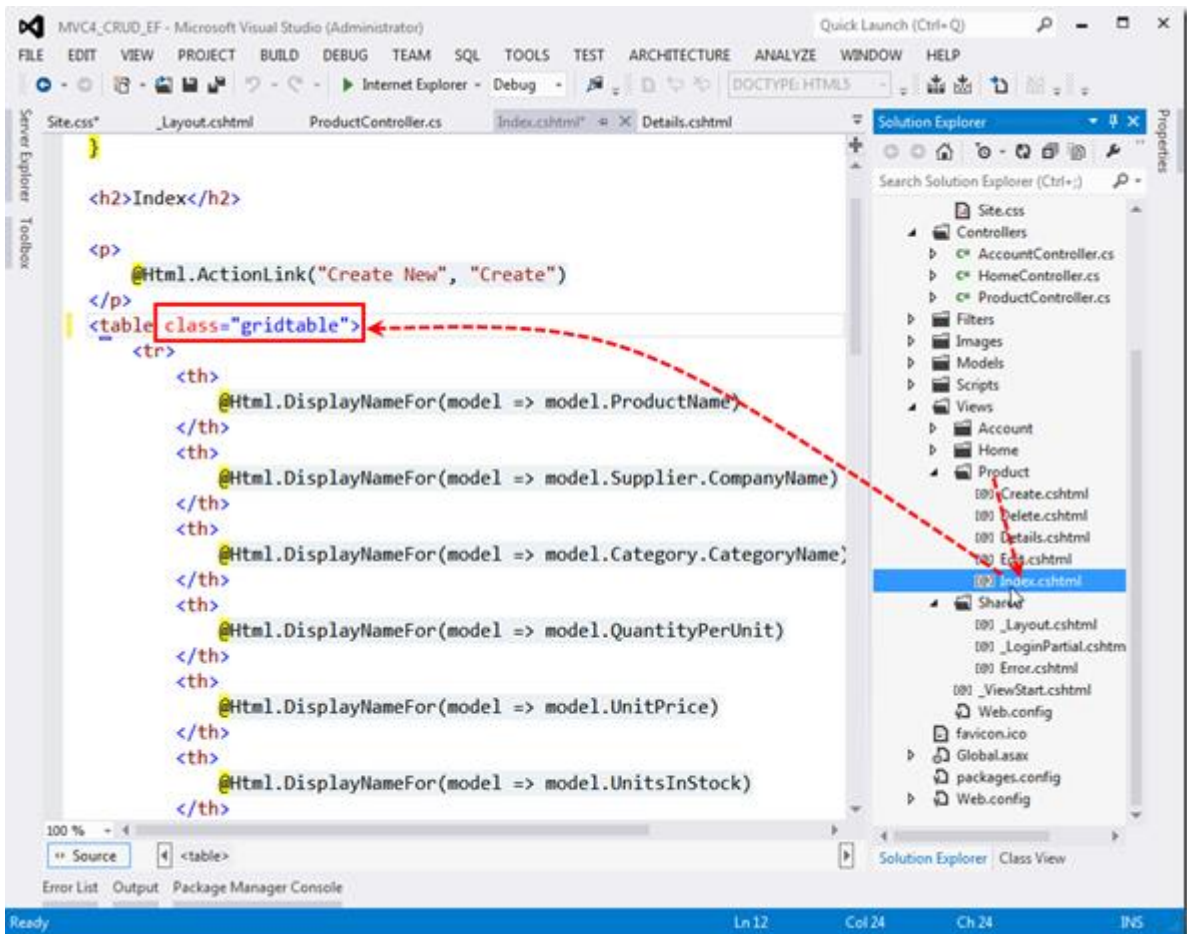 MVC4_CRUD_EF - Microsoft Visual Studio (Administrator)
Quick Launch (Ctrl+Q)
FILE EDIT VIEW PROJECT BUILD DEBUG TEAM SQL TOOLS TEST ARCHITECTURE ANALYZE WINDOW HELP
Internet Explorer Debug DOCTYPE: HTML5
Server Explorer
Toolbox
Site.css* _Layout.cshtml ProductController.cs Index.cshtml* Details.cshtml
}
<h2>Index</h2>
<p>
@Html.ActionLink("Create New", "Create")
</p>
<table class="gridtable">
<tr>
<th>
@Html.DisplayNameFor(model => model.ProductName)
</th>
<th>
@Html.DisplayNameFor(model => model.Supplier.CompanyName)
</th>
<th>
@Html.DisplayNameFor(model => model.Category.CategoryName)
</th>
<th>
@Html.DisplayNameFor(model => model.QuantityPerUnit)
</th>
<th>
@Html.DisplayNameFor(model => model.UnitPrice)
</th>
<th>
@Html.DisplayNameFor(model => model.UnitsInStock)
</th>
100 %
Source <table>
Error List Output Package Manager Console
Solution Explorer
Search Solution Explorer (Ctrl+;)
Site.css
Controllers
C# AccountController.cs
C# HomeController.cs
C# ProductController.cs
Filters
Images
Models
Scripts
Views
Account
Home
Product
[@] Create.cshtml
[@] Delete.cshtml
[@] Details.cshtml
[@] Edit.cshtml
[@] Index.cshtml
Shared
[@] _Layout.cshtml
[@] _LoginPartial.cshtm
[@] Error.cshtml
[@] _ViewStart.cshtml
Web.config
favicon.ico
Global.asax
packages.config
Web.config
Solution Explorer Class View
Properties
Ready Ln 12 Col 24 Ch 24 INS